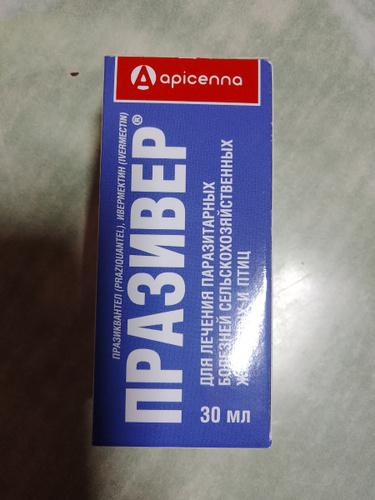 apicenna
ПРАЗИКВАНТЕЛ (PRAZIQUANTEL), ИВЕРМЕКТИН (IVERMECTIN)
ПРАЗИВЕР®
ДЛЯ ЛЕЧЕНИЯ ПАРАЗИТАРНЫХ
БОЛЕЗНЕЙ СЕЛЬСКОХОЗЯЙСТВЕННЫХ
И ПТИЦ
30 мл